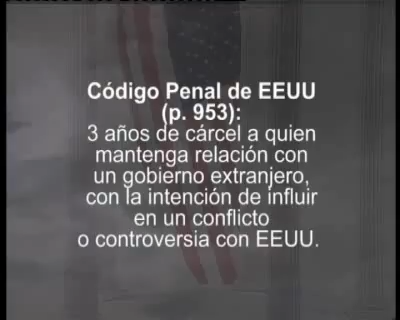 Código Penal de EEUU
(p. 953):
3 años de cárcel a quien
mantenga relación con
un gobierno extranjero,
con la intención de influir
en un conflicto
o controversia con EEUU.